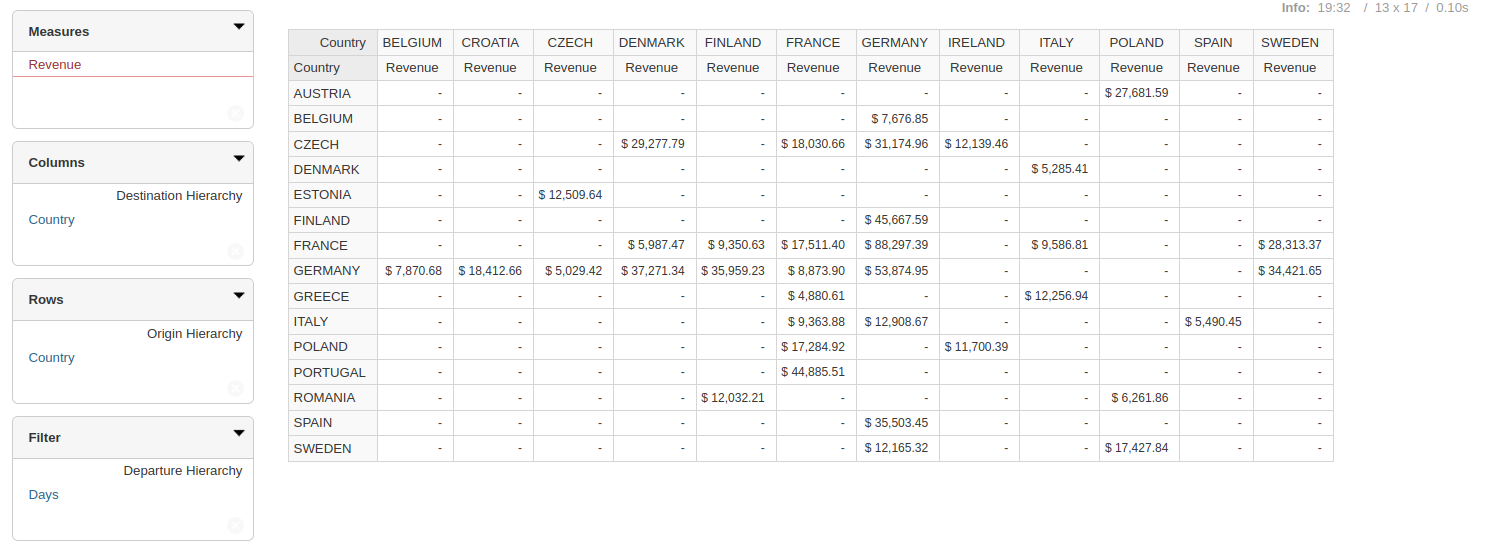 Info: 19:32 / 13 x 17 / 0.10s
Measures
Revenue
Columns
Destination Hierarchy
Country
Rows
Origin Hierarchy
Country
Filter
Departure Hierarchy
Days
Country BELGIUM CROATIA CZECH DENMARK FINLAND FRANCE GERMANY IRELAND ITALY POLAND SPAIN SWEDEN
Country Revenue Revenue Revenue Revenue Revenue Revenue Revenue Revenue Revenue Revenue Revenue Revenue
AUSTRIA - - - - - - - - - $ 27,681.59 - -
BELGIUM - - - - - - $ 7,676.85 - - - - -
CZECH - - - $ 29,277.79 - $ 18,030.66 $ 31,174.96 $ 12,139.46 - - - -
DENMARK - - - - - - - - $ 5,285.41 - - -
ESTONIA - - $ 12,509.64 - - - - - - - - -
FINLAND - - - - - - $ 45,667.59 - - - - -
FRANCE - - - $ 5,987.47 $ 9,350.63 $ 17,511.40 $ 88,297.39 - $ 9,586.81 - - $ 28,313.37
GERMANY $ 7,870.68 $ 18,412.66 $ 5,029.42 $ 37,271.34 $ 35,959.23 $ 8,873.90 $ 53,874.95 - - - - $ 34,421.65
GREECE - - - - - $ 4,880.61 - - $ 12,256.94 - - -
ITALY - - - - - $ 9,363.88 $ 12,908.67 - - - $ 5,490.45 -
POLAND - - - - - $ 17,284.92 - $ 11,700.39 - - - -
PORTUGAL - - - - - $ 44,885.51 - - - - - -
ROMANIA - - - - $ 12,032.21 - - - - $ 6,261.86 - -
SPAIN - - - - - - $ 35,503.45 - - - - -
SWEDEN - - - - - - $ 12,165.32 - - $ 17,427.84 - -